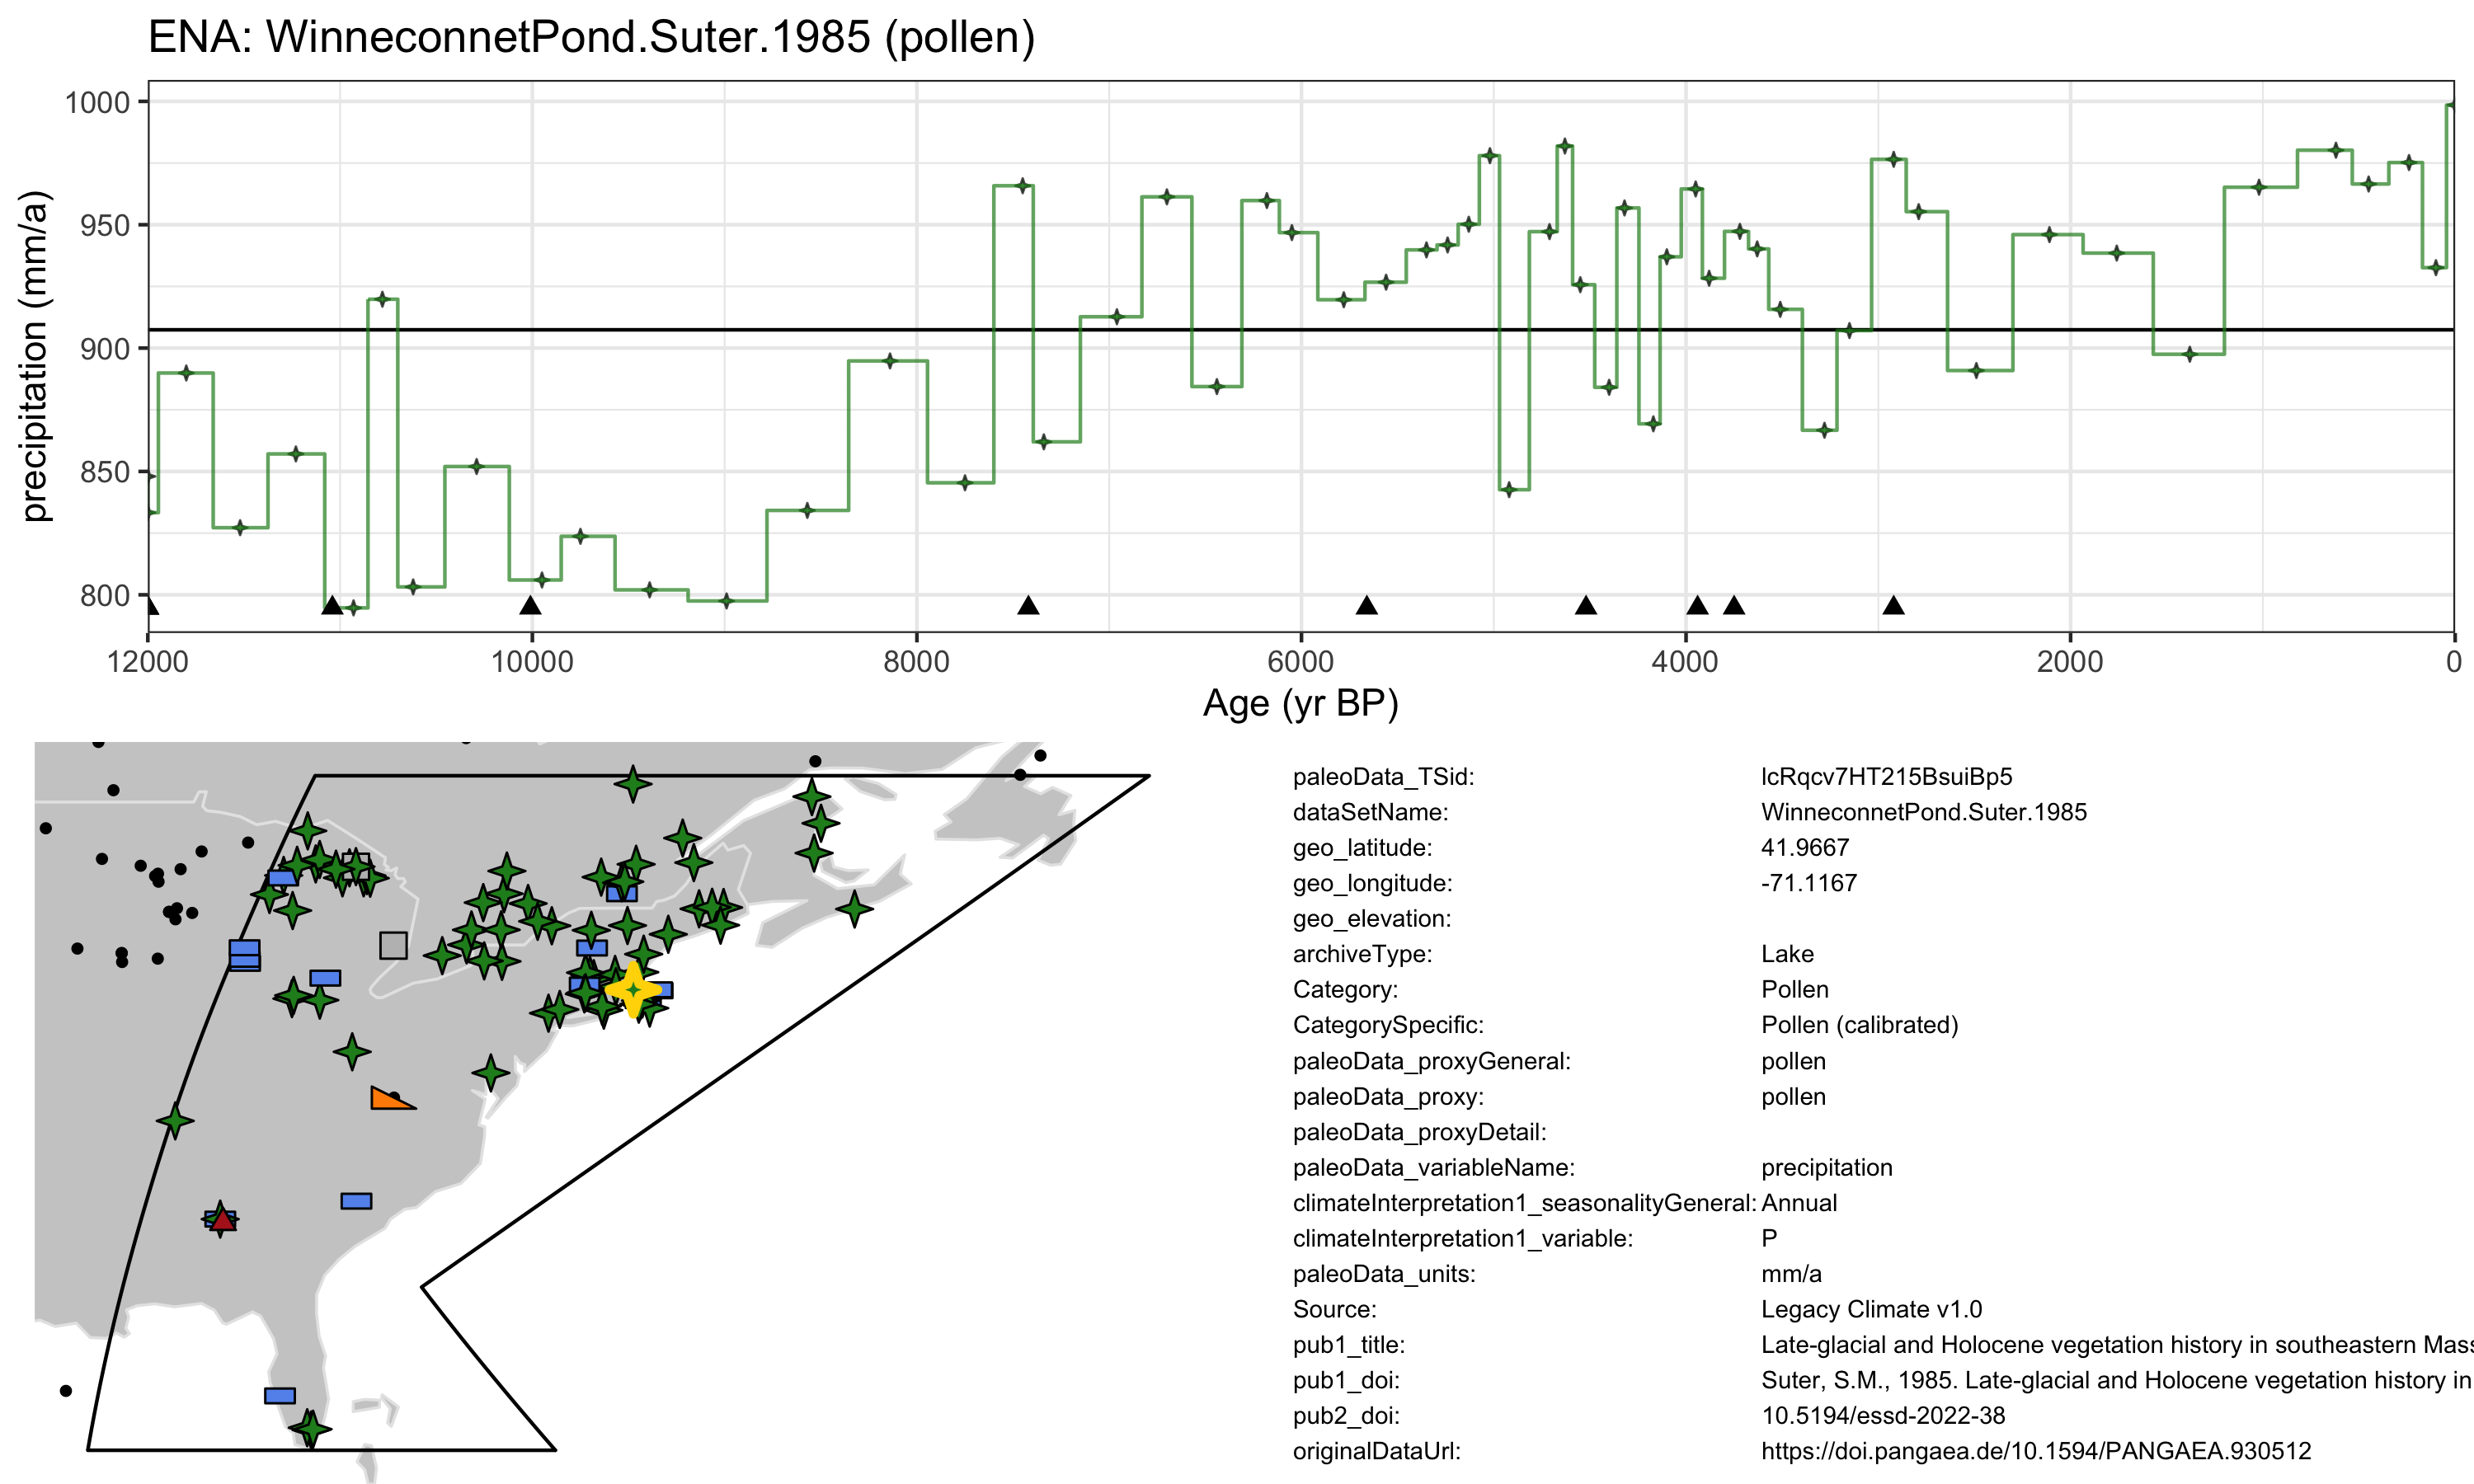 ENA: WinneconnetPond.Suter.1985 (pollen)
precipitation (mm/a)
1000
950
900
850
800
12000 10000 8000 6000 4000 2000 0
Age (yr BP)
paleoData_TSid: lcRqcv7HT215BsuiBp5
dataSetName: WinneconnetPond.Suter.1985
geo_latitude: 41.9667
geo_longitude: -71.1167
geo_elevation:
archiveType: Lake
Category: Pollen
CategorySpecific: Pollen (calibrated)
paleoData_proxyGeneral: pollen
paleoData_proxy: pollen
paleoData_proxyDetail:
paleoData_variableName: precipitation
climateInterpretation1_seasonalityGeneral: Annual
climateInterpretation1_variable: P
paleoData_units: mm/a
Source: Legacy Climate v1.0
pub1_title: Late-glacial and Holocene vegetation history in southeastern Mass
pub1_doi: Suter, S.M., 1985. Late-glacial and Holocene vegetation history in
pub2_doi: 10.5194/essd-2022-38
originalDataUrl: https://doi.pangaea.de/10.1594/PANGAEA.930512